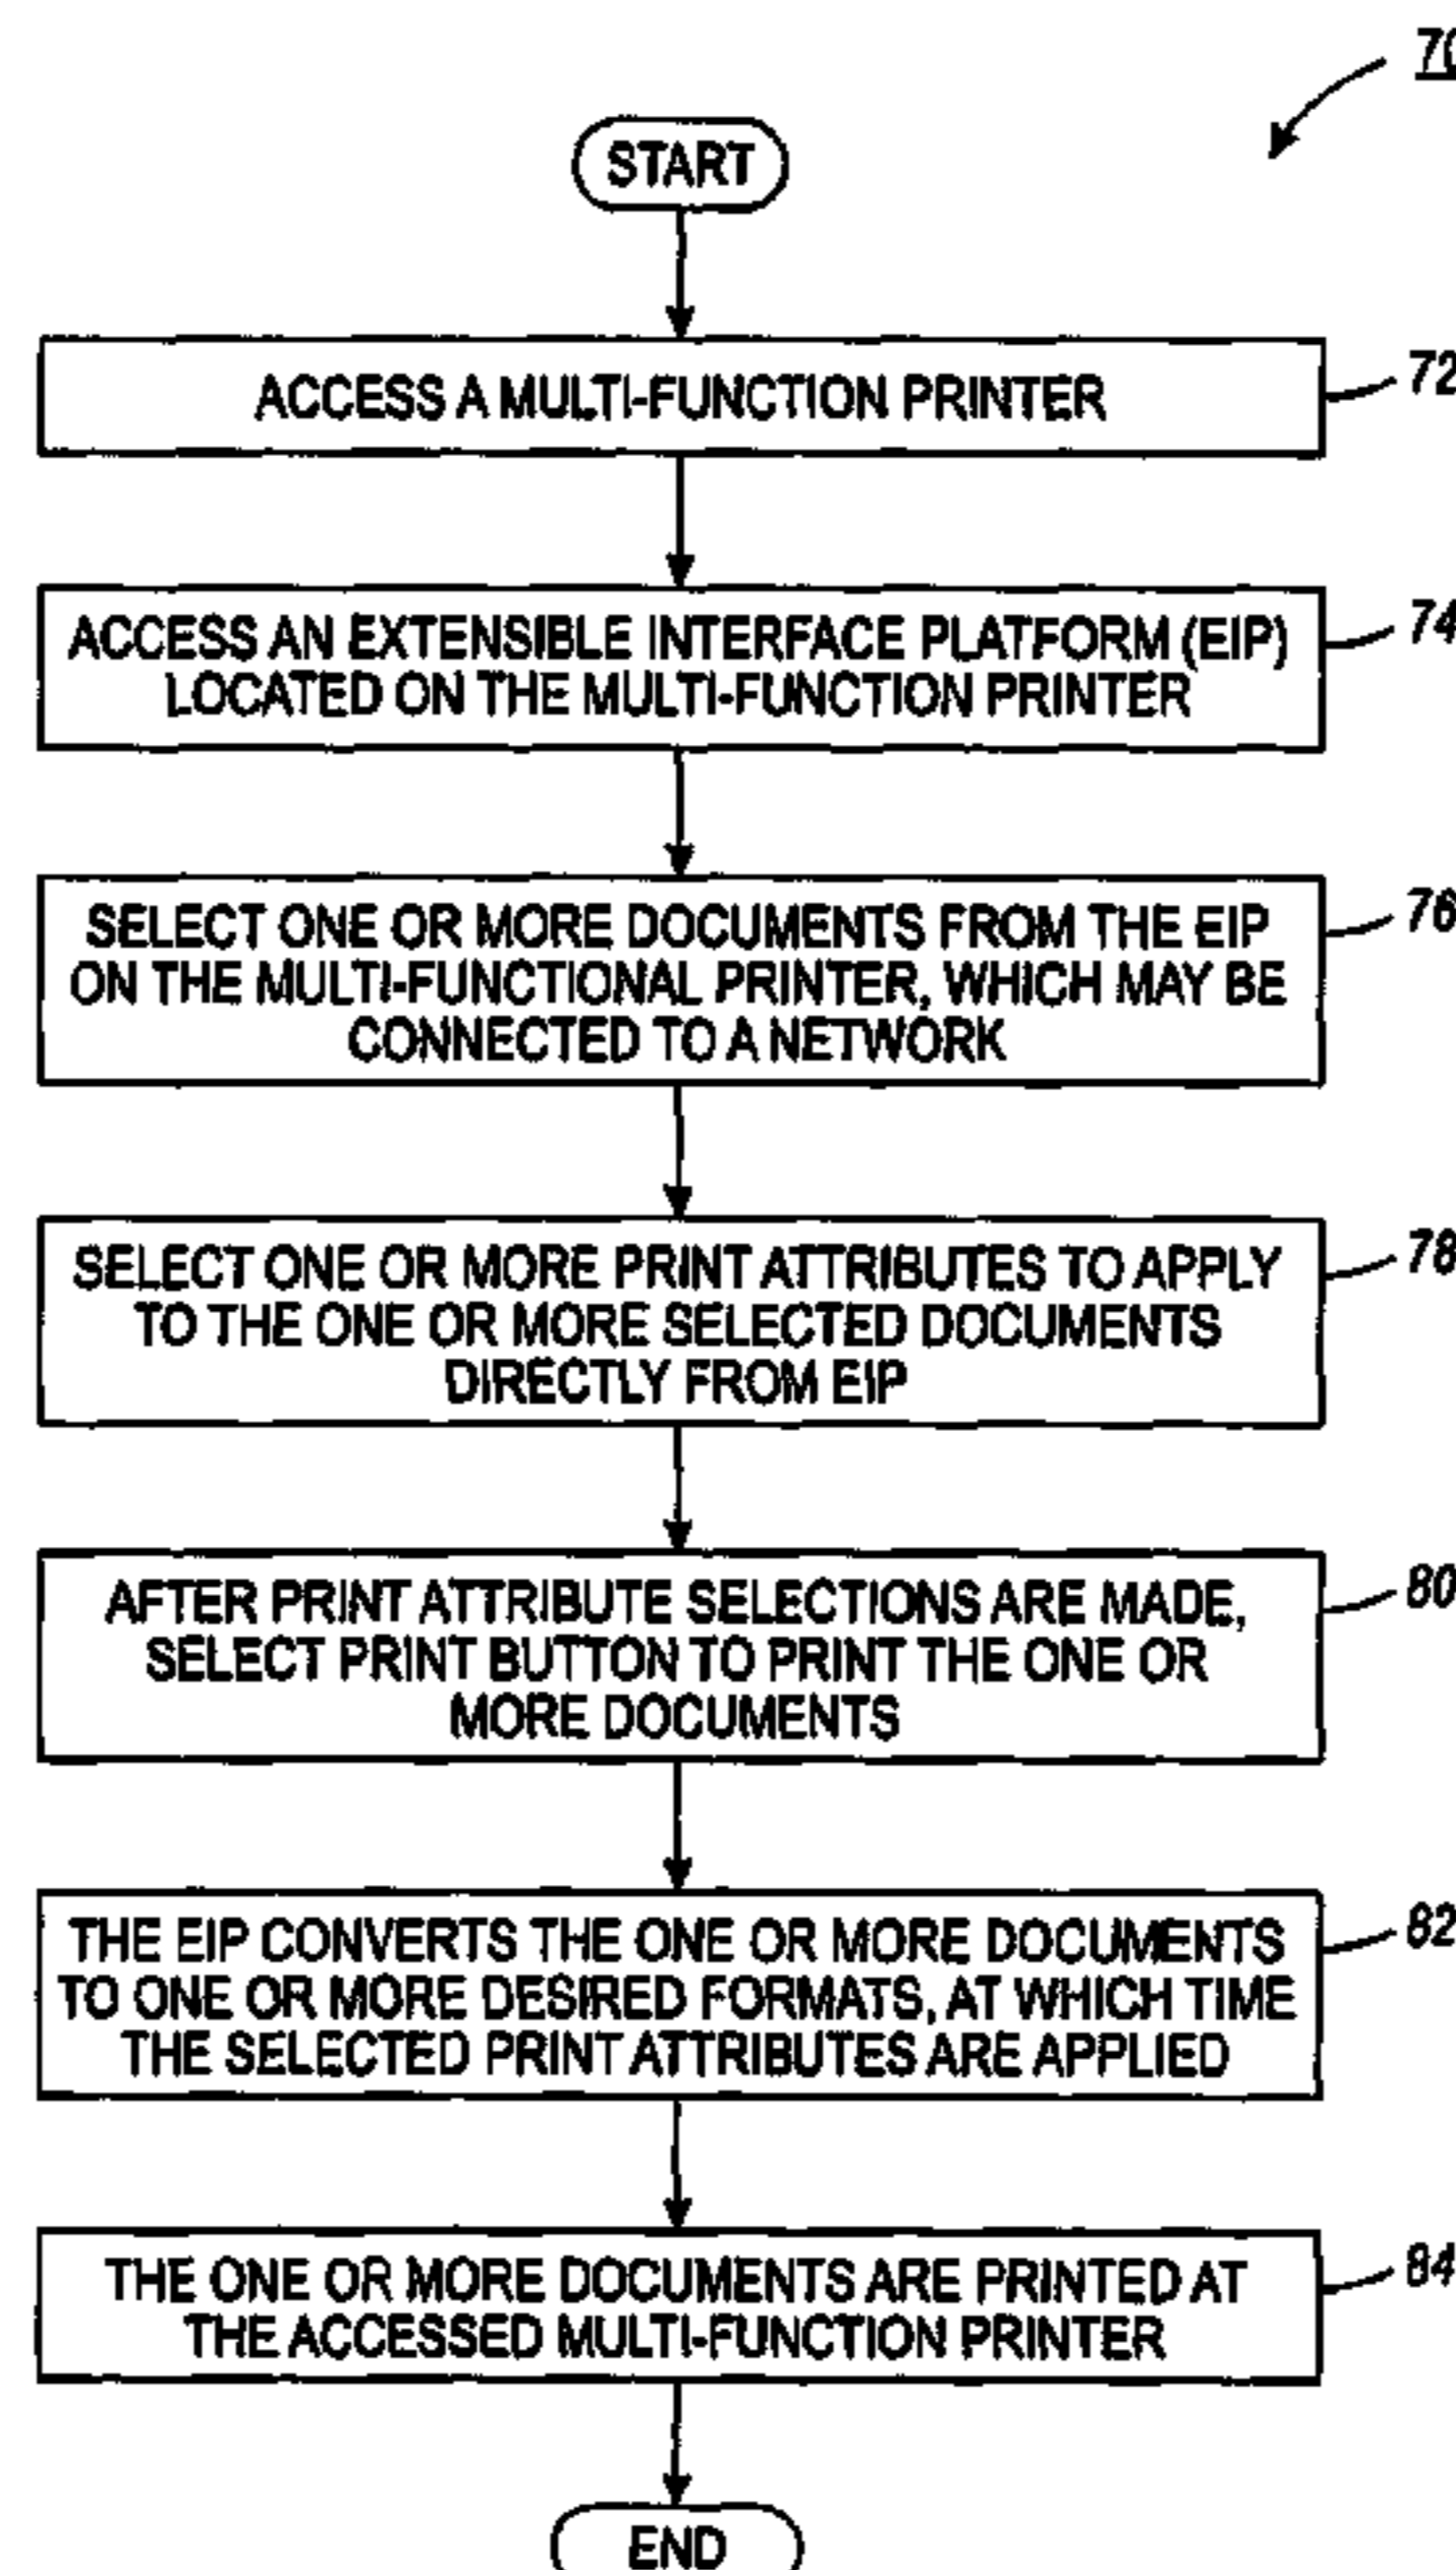 70
START
ACCESS A MULTI-FUNCTION PRINTER
72
ACCESS AN EXTENSIBLE INTERFACE PLATFORM (EIP)
LOCATED ON THE MULTI-FUNCTION PRINTER
74
SELECT ONE OR MORE DOCUMENTS FROM THE EIP
ON THE MULTI-FUNCTIONAL PRINTER, WHICH MAY BE
CONNECTED TO A NETWORK
76
SELECT ONE OR MORE PRINT ATTRIBUTES TO APPLY
TO THE ONE OR MORE SELECTED DOCUMENTS
DIRECTLY FROM EIP
78
AFTER PRINT ATTRIBUTE SELECTIONS ARE MADE,
SELECT PRINT BUTTON TO PRINT THE ONE OR
MORE DOCUMENTS
80
THE EIP CONVERTS THE ONE OR MORE DOCUMENTS
TO ONE OR MORE DESIRED FORMATS, AT WHICH TIME
THE SELECTED PRINT ATTRIBUTES ARE APPLIED
82
THE ONE OR MORE DOCUMENTS ARE PRINTED AT
THE ACCESSED MULTI-FUNCTION PRINTER
84
END